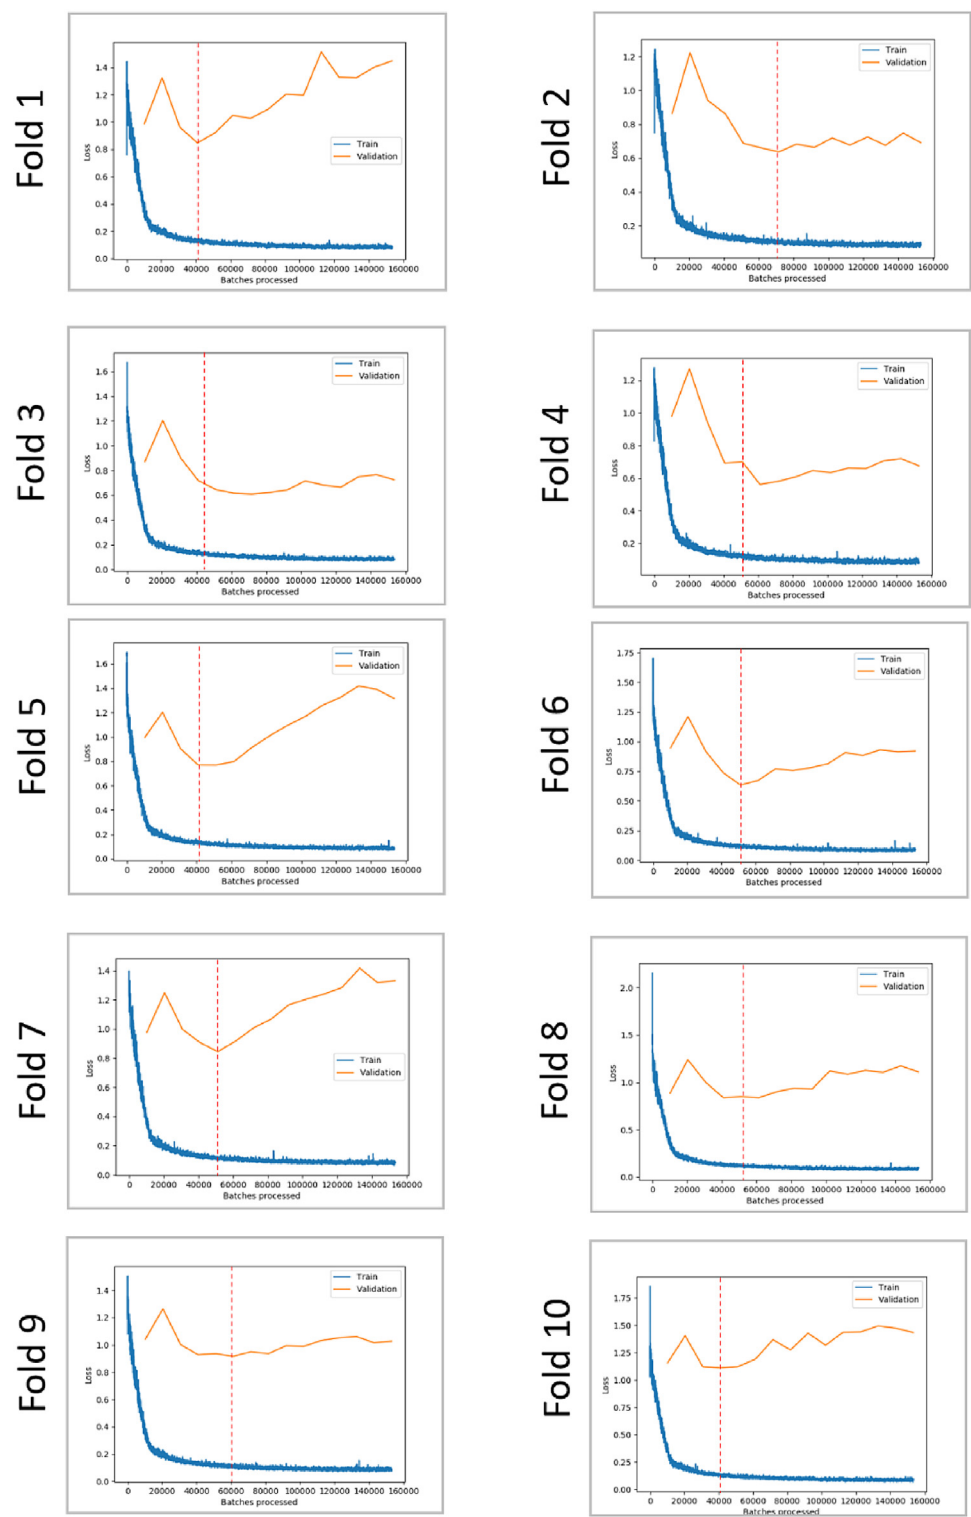 Fold 1
1.4
1.2
1.0
0.8
0.6
0.4
0.2
0.0
Loss
Train
Validation
0 20000 40000 60000 80000 100000 120000 140000 160000
Batches processed
Fold 2
1.2
1.0
0.8
0.6
0.4
0.2
Loss
Train
Validation
0 20000 40000 60000 80000 100000 120000 140000 160000
Batches processed
Fold 3
1.6
1.4
1.2
1.0
0.8
0.6
0.4
0.2
0.0
Loss
Train
Validation
0 20000 40000 60000 80000 100000 120000 140000 160000
Batches processed
Fold 4
1.2
1.0
0.8
0.6
0.4
0.2
Loss
Train
Validation
0 20000 40000 60000 80000 100000 120000 140000 160000
Batches processed
Fold 5
1.6
1.4
1.2
1.0
0.8
0.6
0.4
0.2
0.0
Loss
Train
Validation
0 20000 40000 60000 80000 100000 120000 140000 160000
Batches processed
Fold 6
1.75
1.50
1.25
1.00
0.75
0.50
0.25
0.00
Loss
Train
Validation
0 20000 40000 60000 80000 100000 120000 140000 160000
Batches processed
Fold 7
1.4
1.2
1.0
0.8
0.6
0.4
0.2
0.0
Loss
Train
Validation
0 20000 40000 60000 80000 100000 120000 140000 160000
Batches processed
Fold 8
2.0
1.5
1.0
0.5
0.0
Loss
Train
Validation
0 20000 40000 60000 80000 100000 120000 140000 160000
Batches processed
Fold 9
1.4
1.2
1.0
0.8
0.6
0.4
0.2
0.0
Loss
Train
Validation
0 20000 40000 60000 80000 100000 120000 140000 160000
Batches processed
Fold 10
1.75
1.50
1.25
1.00
0.75
0.50
0.25
0.00
Loss
Train
Validation
0 20000 40000 60000 80000 100000 120000 140000 160000
Batches processed